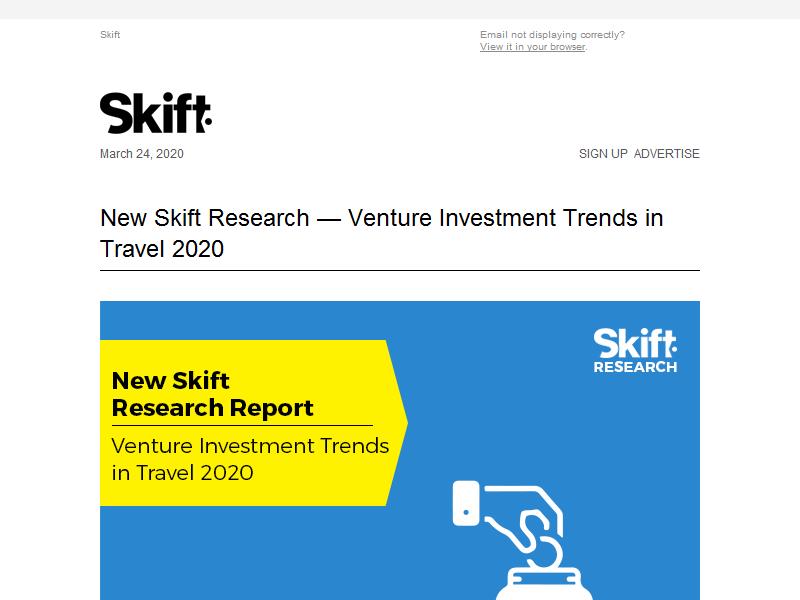 Skift
Email not displaying correctly?
View it in your browser.
Skift
March 24, 2020
SIGN UP ADVERTISE
New Skift Research — Venture Investment Trends in
Travel 2020
Skift
RESEARCH
New Skift
Research Report
Venture Investment Trends
in Travel 2020